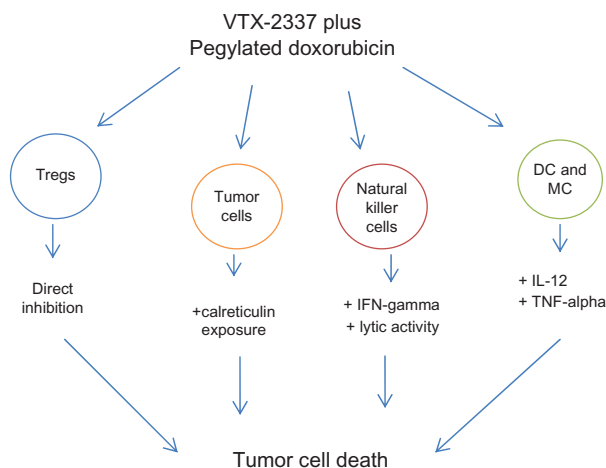 VTX-2337 plus
Pegylated doxorubicin
Tregs
Tumor
cells
Natural
killer
cells
DC and
MC
Direct
inhibition
+calreticulin
exposure
+ IFN-gamma
+ lytic activity
+ IL-12
+ TNF-alpha
Tumor cell death